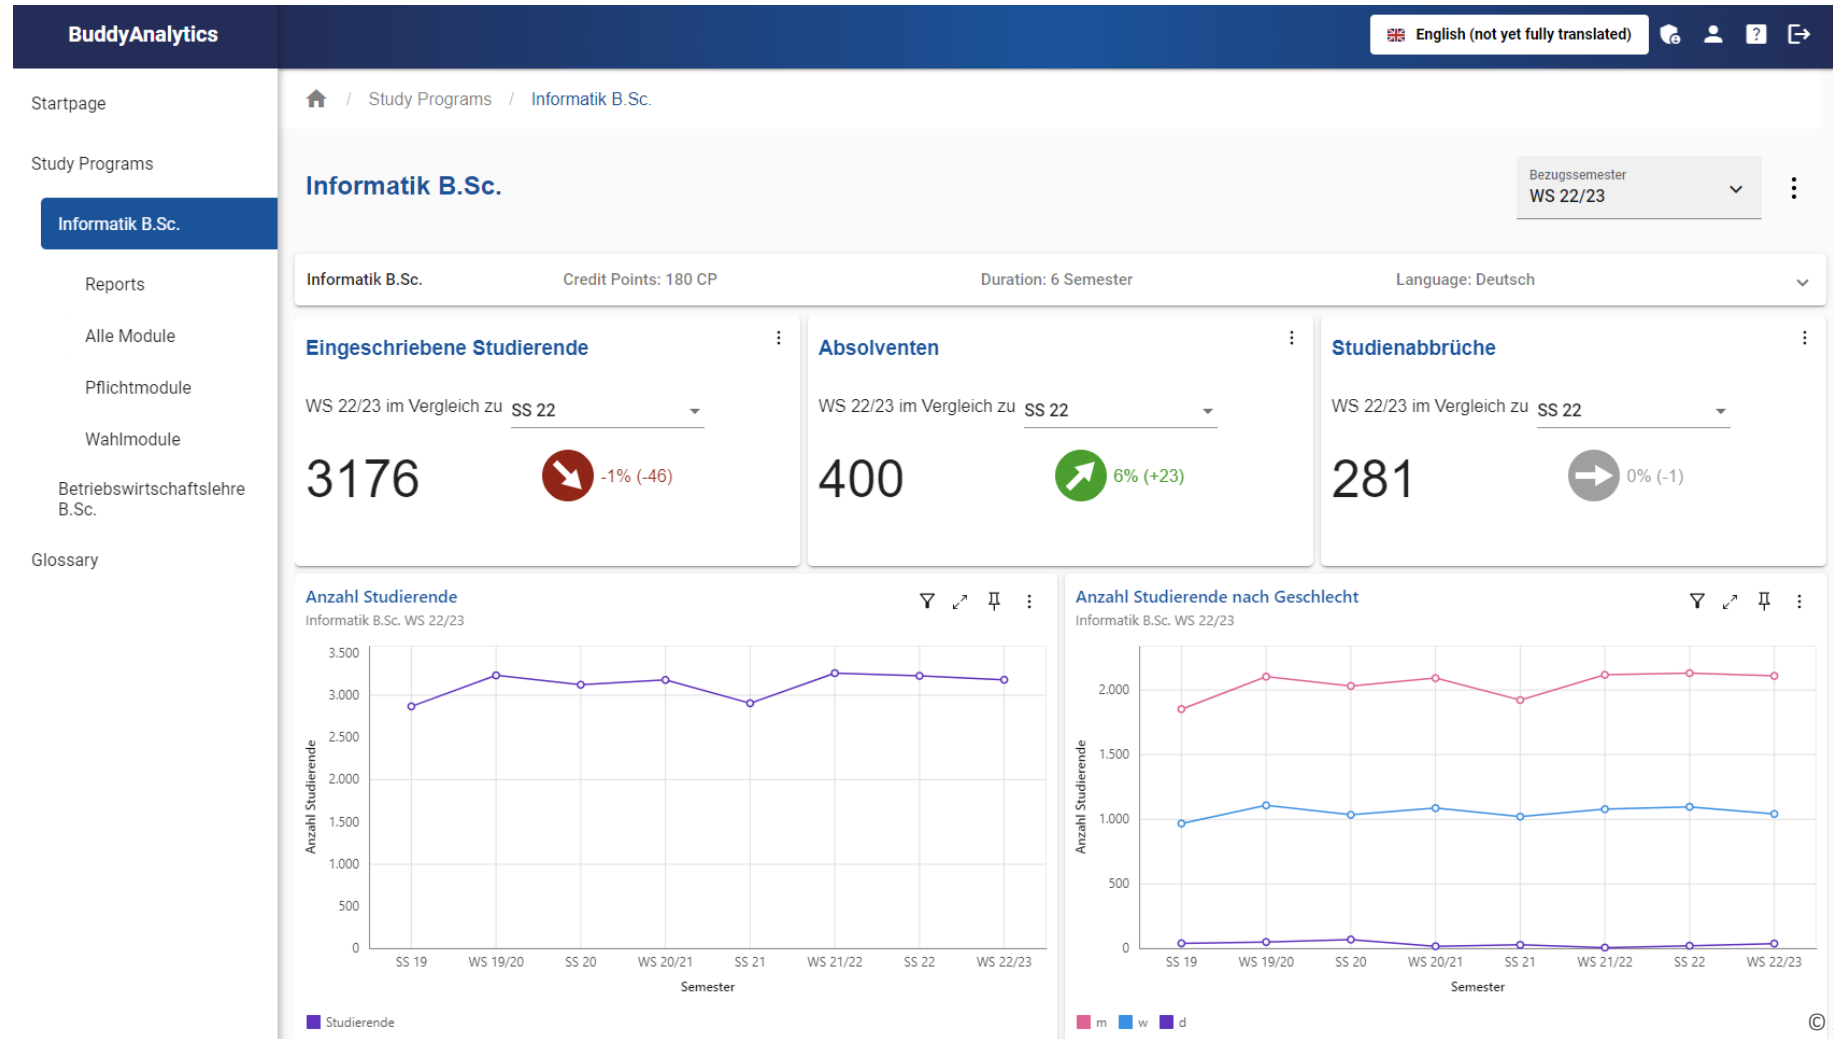 BuddyAnalytics
English (not yet fully translated)
Startpage
Study Programs
Informatik B.Sc.
Reports
Alle Module
Pflichtmodule
Wahlmodule
Betriebswirtschaftslehre
B.Sc.
Glossary
/ Study Programs / Informatik B.Sc.
Informatik B.Sc.
Bezugssemester
WS 22/23
Informatik B.Sc. Credit Points: 180 CP Duration: 6 Semester Language: Deutsch
Eingeschriebene Studierende
WS 22/23 im Vergleich zu SS 22
3176 -1% (-46)
Absolventen
WS 22/23 im Vergleich zu SS 22
400 6% (+23)
Studienabbrüche
WS 22/23 im Vergleich zu SS 22
281 0% (-1)
Anzahl Studierende
Informatik B.Sc. WS 22/23
3.500
3.000
2.500
2.000
1.500
1.000
500
0
Anzahl Studierende
SS 19 WS 19/20 SS 20 WS 20/21 SS 21 WS 21/22 SS 22 WS 22/23
Semester
Studierende
Anzahl Studierende nach Geschlecht
Informatik B.Sc. WS 22/23
2.000
1.500
1.000
500
0
Anzahl Studierende
SS 19 WS 19/20 SS 20 WS 20/21 SS 21 WS 21/22 SS 22 WS 22/23
Semester
m w d
©